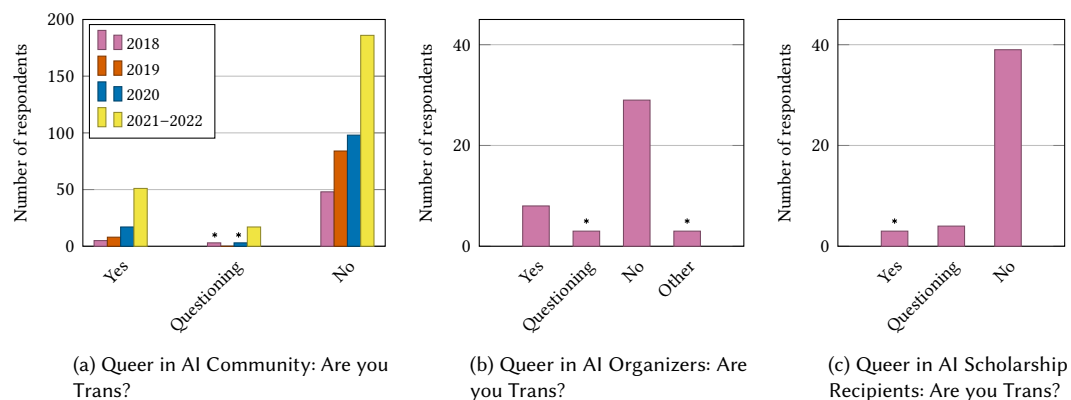 Number of respondents
200
150
100
50
0
2018
2019
2020
2021–2022
* *
Yes
Questioning
No
(a) Queer in AI Community: Are you
Trans?
Number of respondents
40
20
0
* *
Yes
Questioning
No
Other
(b) Queer in AI Organizers: Are
you Trans?
Number of respondents
40
20
0
*
Yes
Questioning
No
(c) Queer in AI Scholarship
Recipients: Are you Trans?